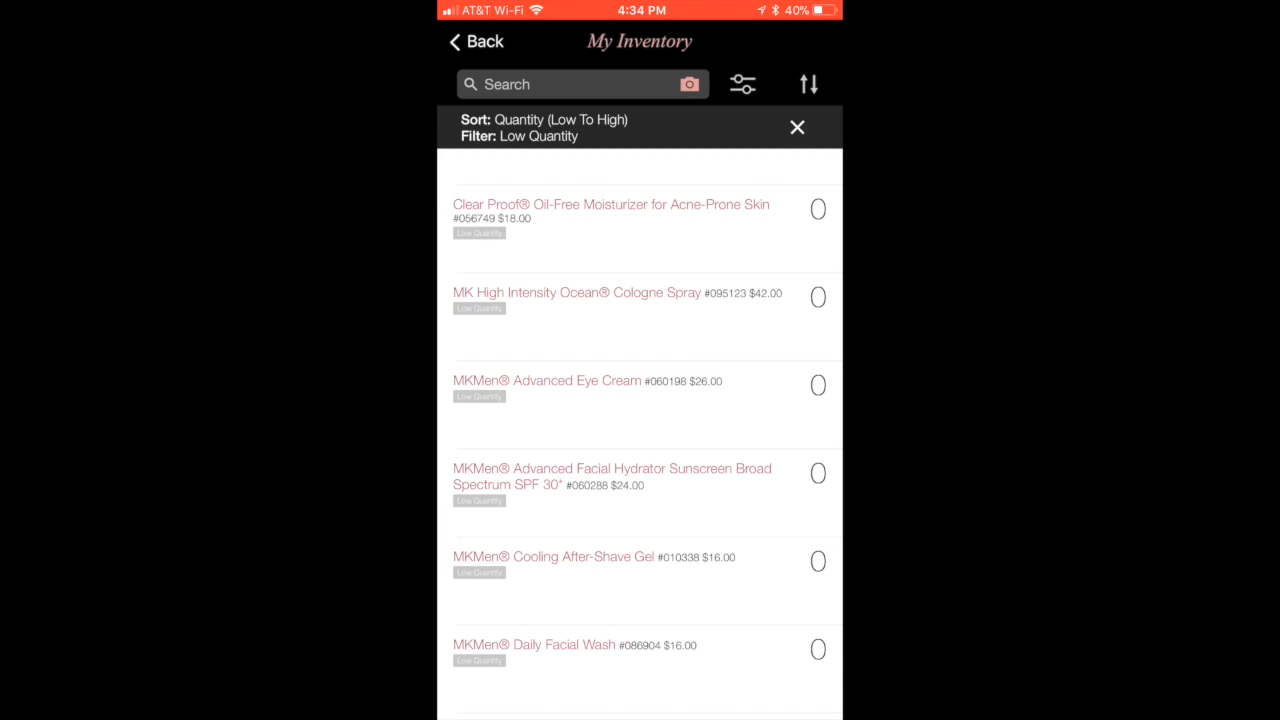 AT&T Wi-Fi 4:34 PM 40%
Back My Inventory
Search
Sort: Quantity (Low To High)
Filter: Low Quantity
Clear Proof® Oil-Free Moisturizer for Acne-Prone Skin 0
#056749 $18.00
Low Quantity
MK High Intensity Ocean® Cologne Spray #095123 $42.00 0
Low Quantity
MKMen® Advanced Eye Cream #060198 $26.00 0
Low Quantity
MKMen® Advanced Facial Hydrator Sunscreen Broad 0
Spectrum SPF 30* #060288 $24.00
Low Quantity
MKMen® Cooling After-Shave Gel #010338 $16.00 0
Low Quantity
MKMen® Daily Facial Wash #086904 $16.00 0
Low Quantity